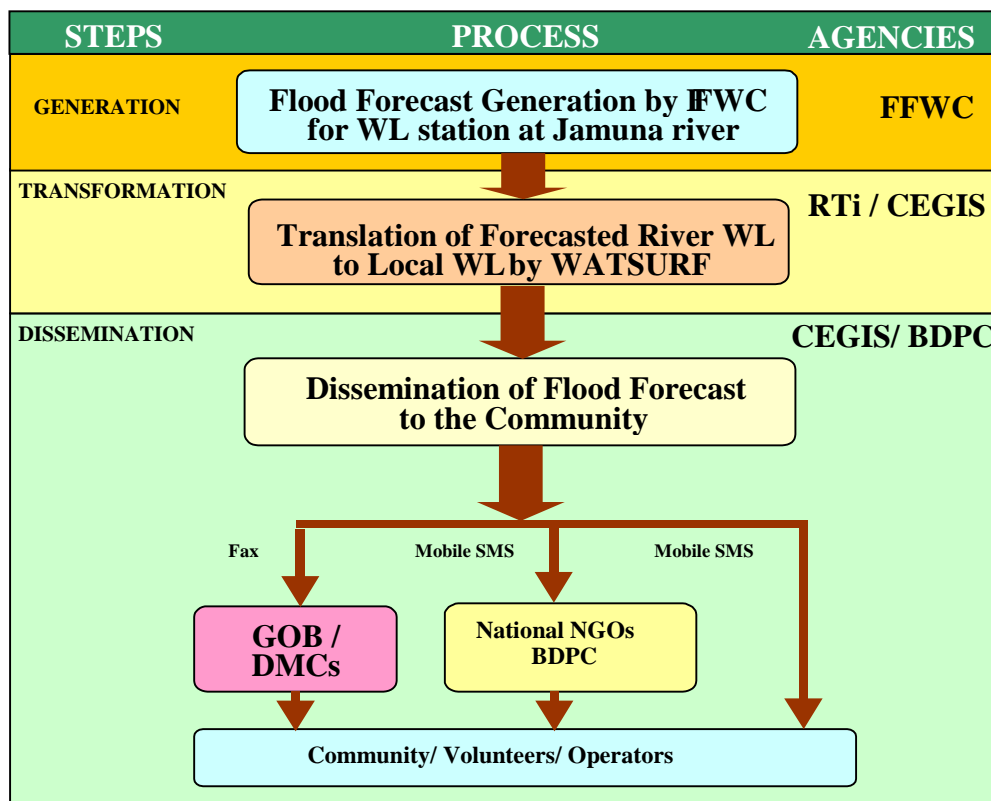 STEPS PROCESS AGENCIES
GENERATION
Flood Forecast Generation by FFWC
for WL station at Jamuna river
FFWC
TRANSFORMATION
RTi / CEGIS
Translation of Forecasted River WL
to Local WL by WATSURF
DISSEMINATION
CEGIS/ BDPC
Dissemination of Flood Forecast
to the Community
Fax Mobile SMS Mobile SMS
GOB /
DMCs
National NGOs
BDPC
Community/ Volunteers/ Operators